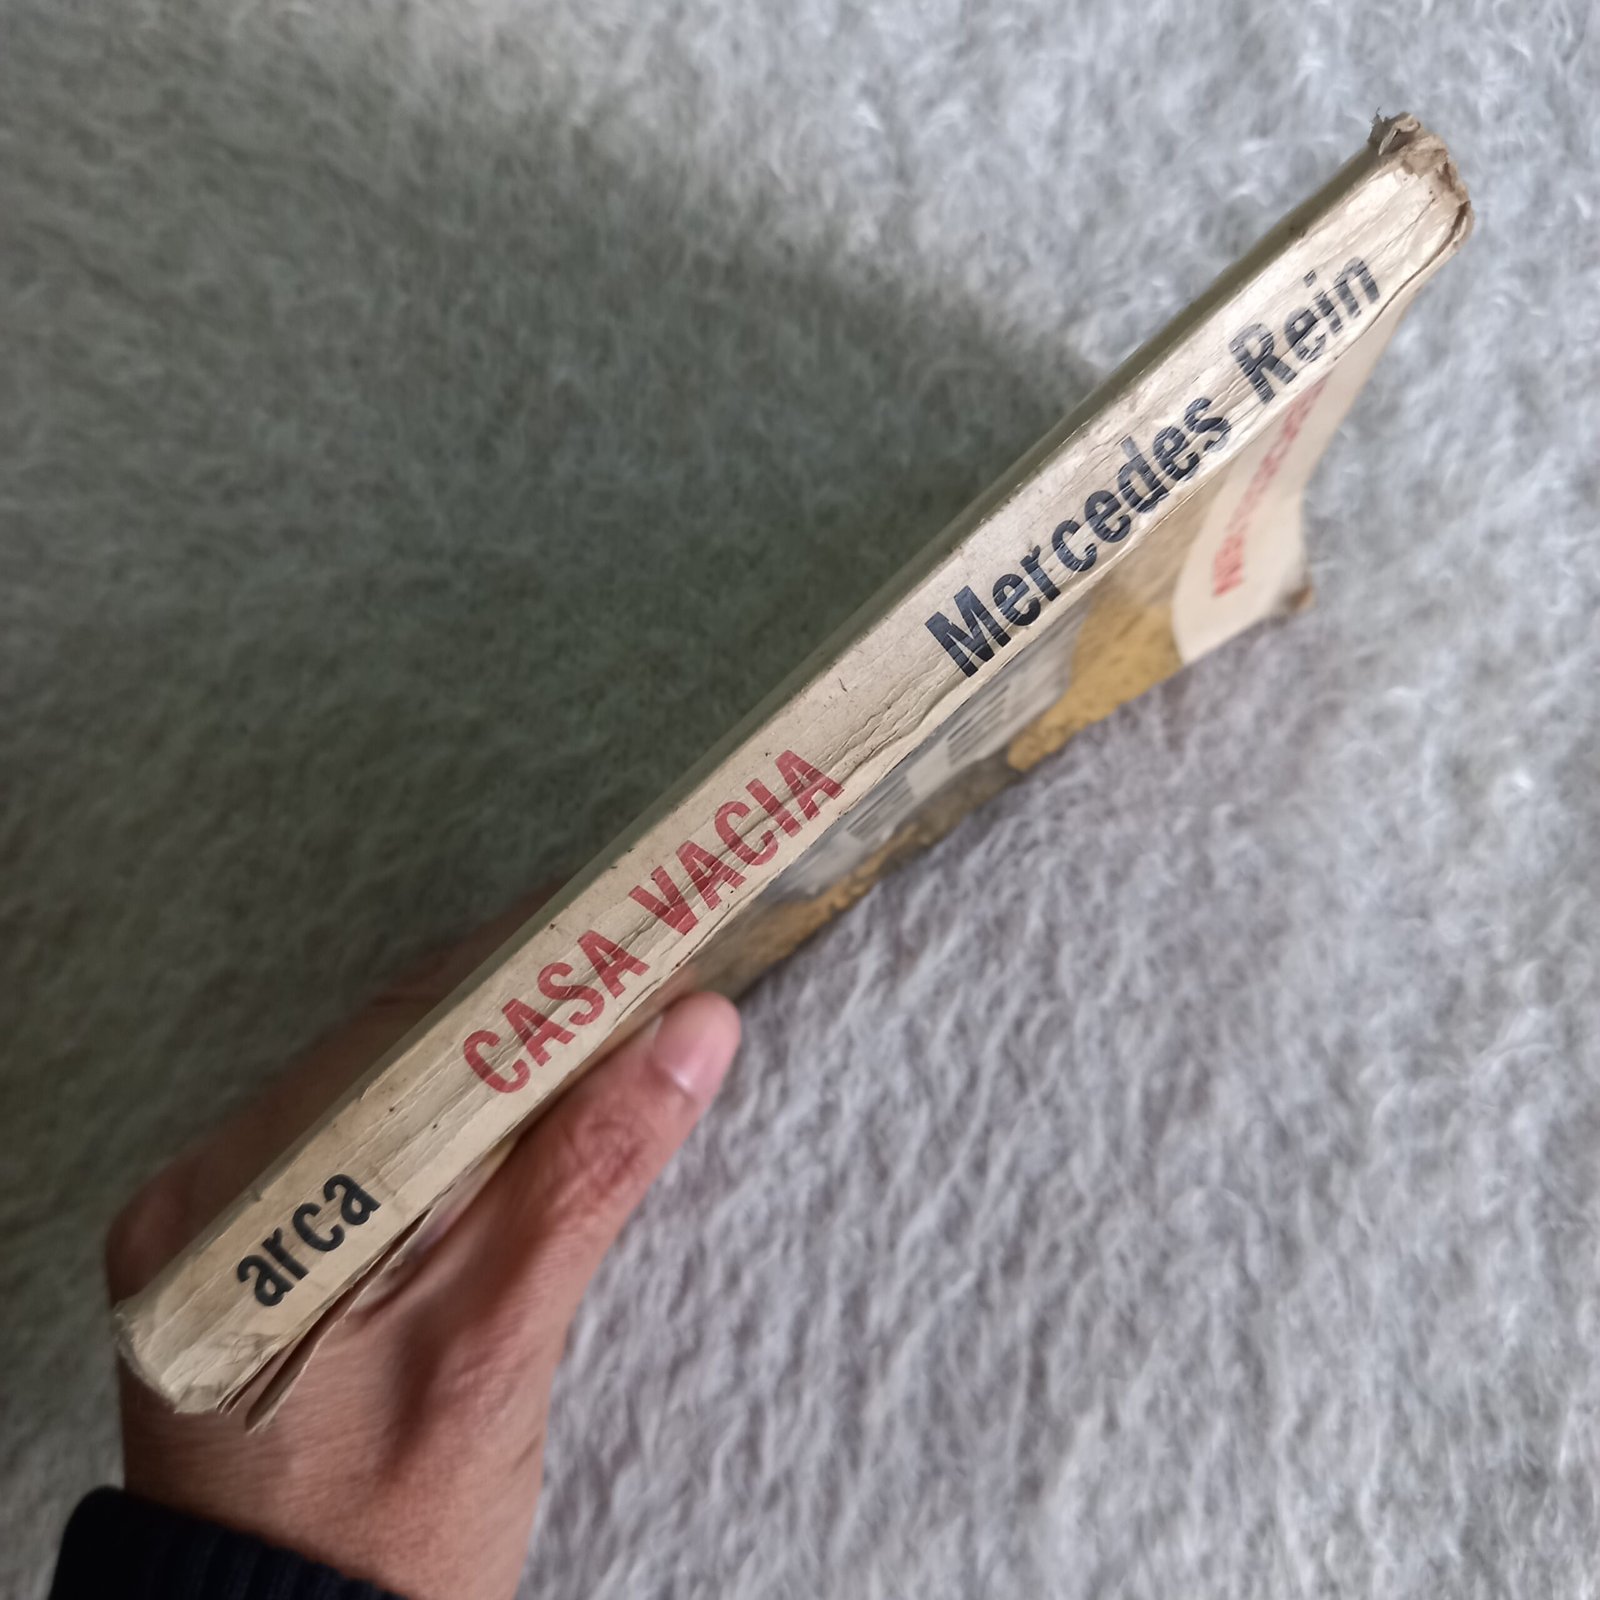 arca
CASA VACIA
Mercedes Rein